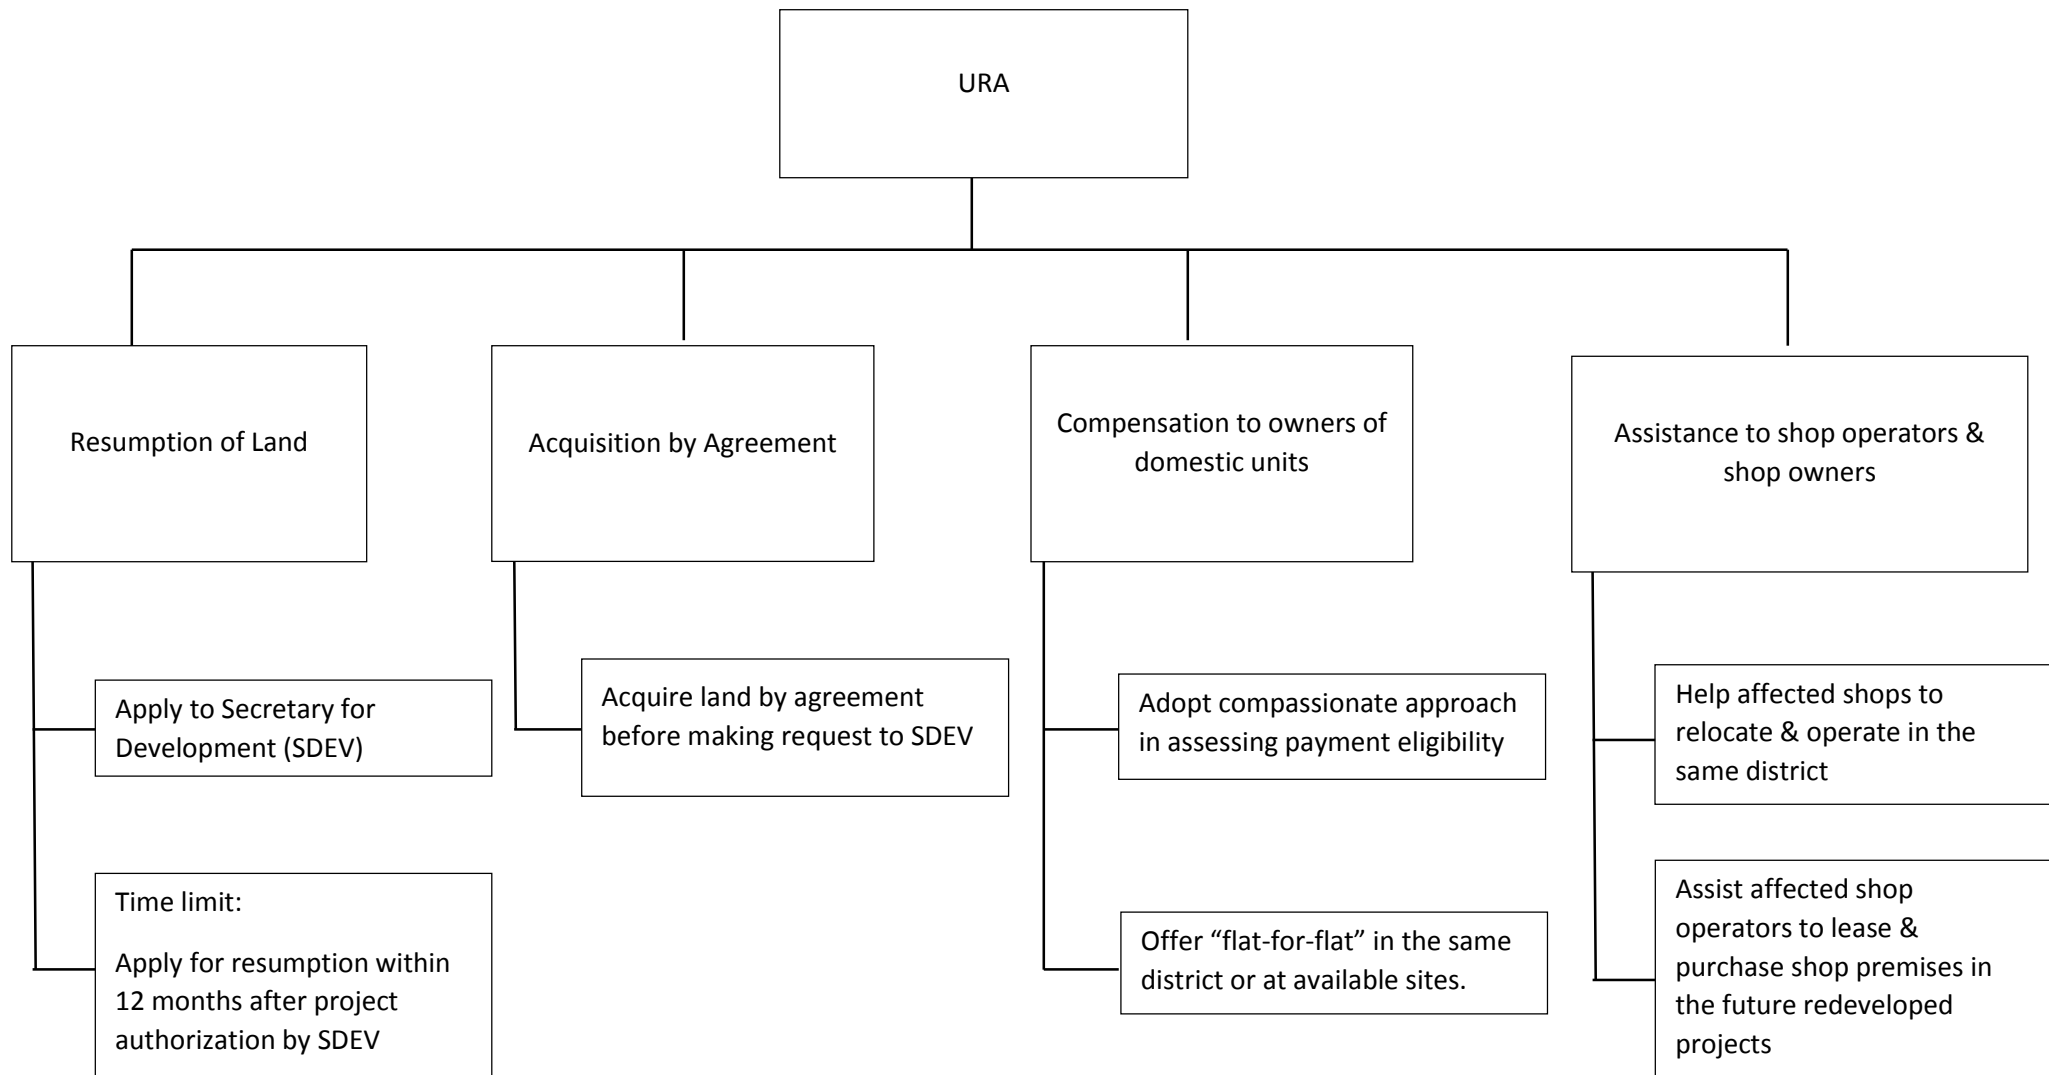 URA
Resumption of Land
Acquisition by Agreement
Compensation to owners of
domestic units
Assistance to shop operators &
shop owners
Apply to Secretary for
Development (SDEV)
Time limit:
Apply for resumption within
12 months after project
authorization by SDEV
Acquire land by agreement
before making request to SDEV
Adopt compassionate approach
in assessing payment eligibility
Offer “flat-for-flat” in the same
district or at available sites.
Help affected shops to
relocate & operate in the
same district
Assist affected shop
operators to lease &
purchase shop premises in
the future redeveloped
projects